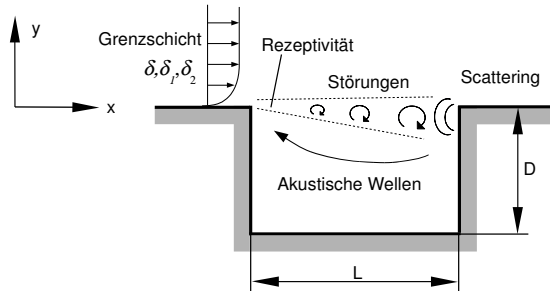 y
x
Grenzschicht
δ,δ₁,δ₂
Rezeptivität
Störungen
Scattering
Akustische Wellen
D
L